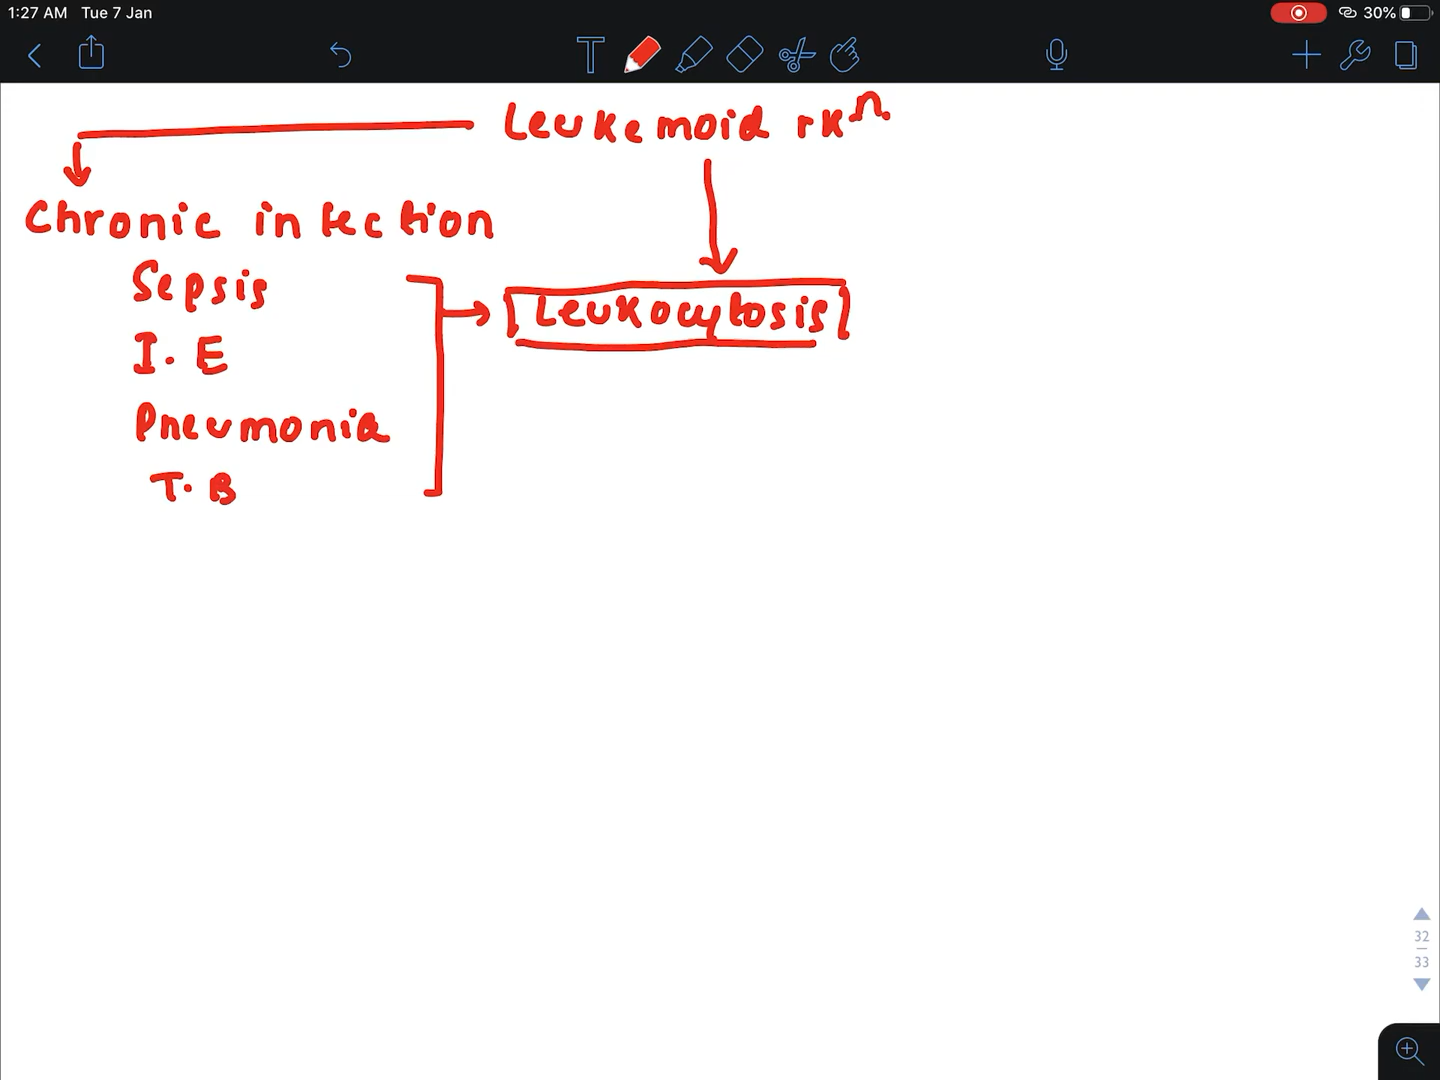 1:27 AM Tue 7 Jan
30%
T
Leukemoid rxn
Chronic infection
Sepsis
I. E
Pneumonia
T. B
[Leukocytosis]
32
33